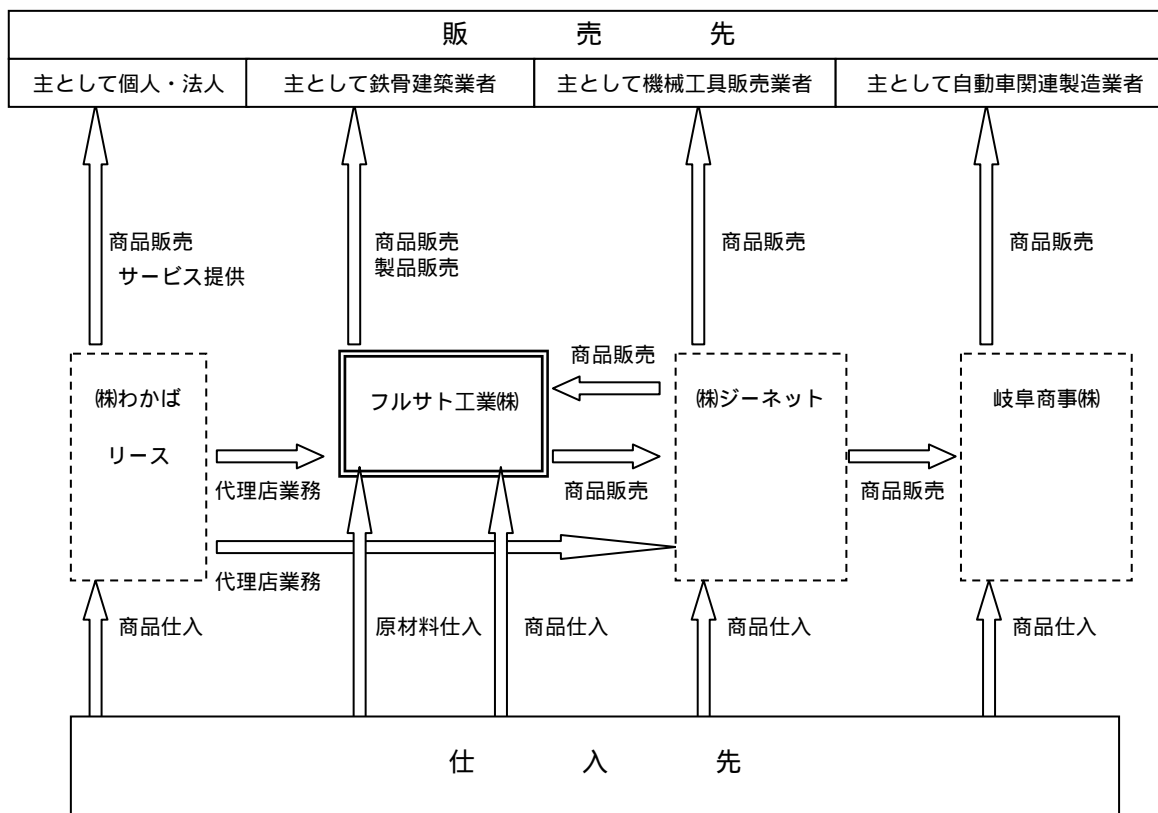 販売先
主として個人・法人
主として鉄骨建築業者
主として機械工具販売業者
主として自動車関連製造業者
商品販売
サービス提供
商品販売
製品販売
商品販売
商品販売
㈱わかば
リース
フルサト工業㈱
商品販売
㈱ジーネット
岐阜商事㈱
代理店業務
商品販売
商品販売
代理店業務
商品仕入
原材料仕入
商品仕入
商品仕入
商品仕入
仕入先